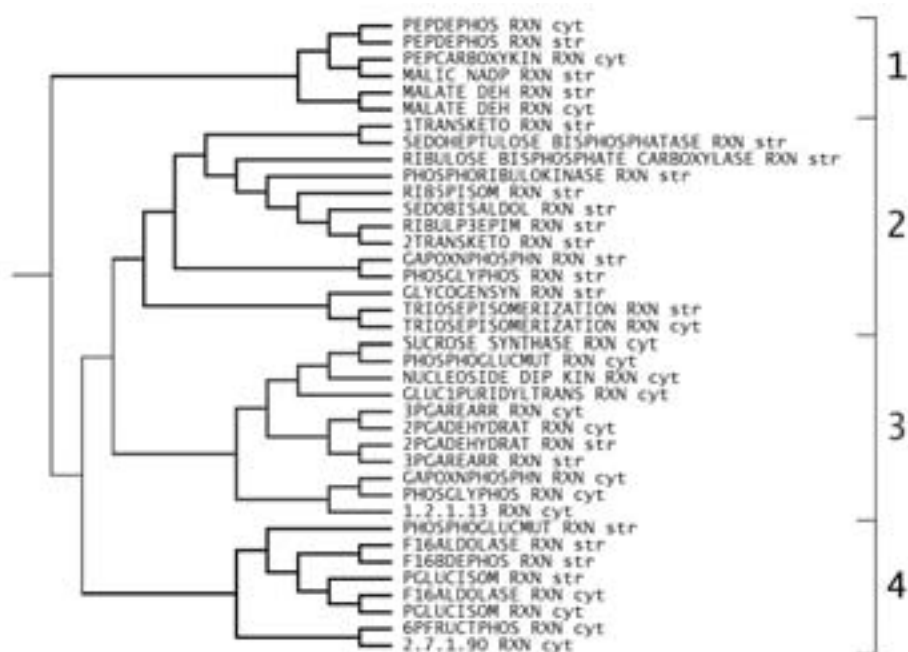 PEPDEPHOS RXN cyt
PEPDEPHOS RXN str
PEPCARBOXYKIN RXN cyt
MALIC NADP RXN str
MALATE DEH RXN str
MALATE DEH RXN cyt
1TRANSKETO RXN str
SEDOHEPTULOSE BISPHOSPHATASE RXN str
RIBULOSE BISPHOSPHATE CARBOXYLASE RXN str
PHOSPHORIBULOKINASE RXN str
RIB5PISOM RXN str
SEDOBISALDOL RXN str
RIBULP3EPIM RXN str
2TRANSKETO RXN str
GAPOXNPHOSPHN RXN str
PHOSGLYPHOS RXN str
GLYCOGENSYN RXN str
TRIOSEPISOMERIZATION RXN str
TRIOSEPISOMERIZATION RXN cyt
SUCROSE SYNTHASE RXN cyt
PHOSPHOGLUCMUT RXN cyt
NUCLEOSIDE DIP KIN RXN cyt
GLUC1PURIDYLTRANS RXN cyt
3PGAREARR RXN cyt
2PGADEHYDRAT RXN cyt
2PGADEHYDRAT RXN str
3PGAREARR RXN str
GAPOXNPHOSPHN RXN cyt
PHOSGLYPHOS RXN cyt
1.2.1.13 RXN cyt
PHOSPHOGLUCMUT RXN str
F16ALDOLASE RXN str
F16BDEPHOS RXN str
PGLUCISOM RXN str
F16ALDOLASE RXN cyt
PGLUCISOM RXN cyt
6PFRUCTPHOS RXN cyt
2.7.1.90 RXN cyt
1
2
3
4